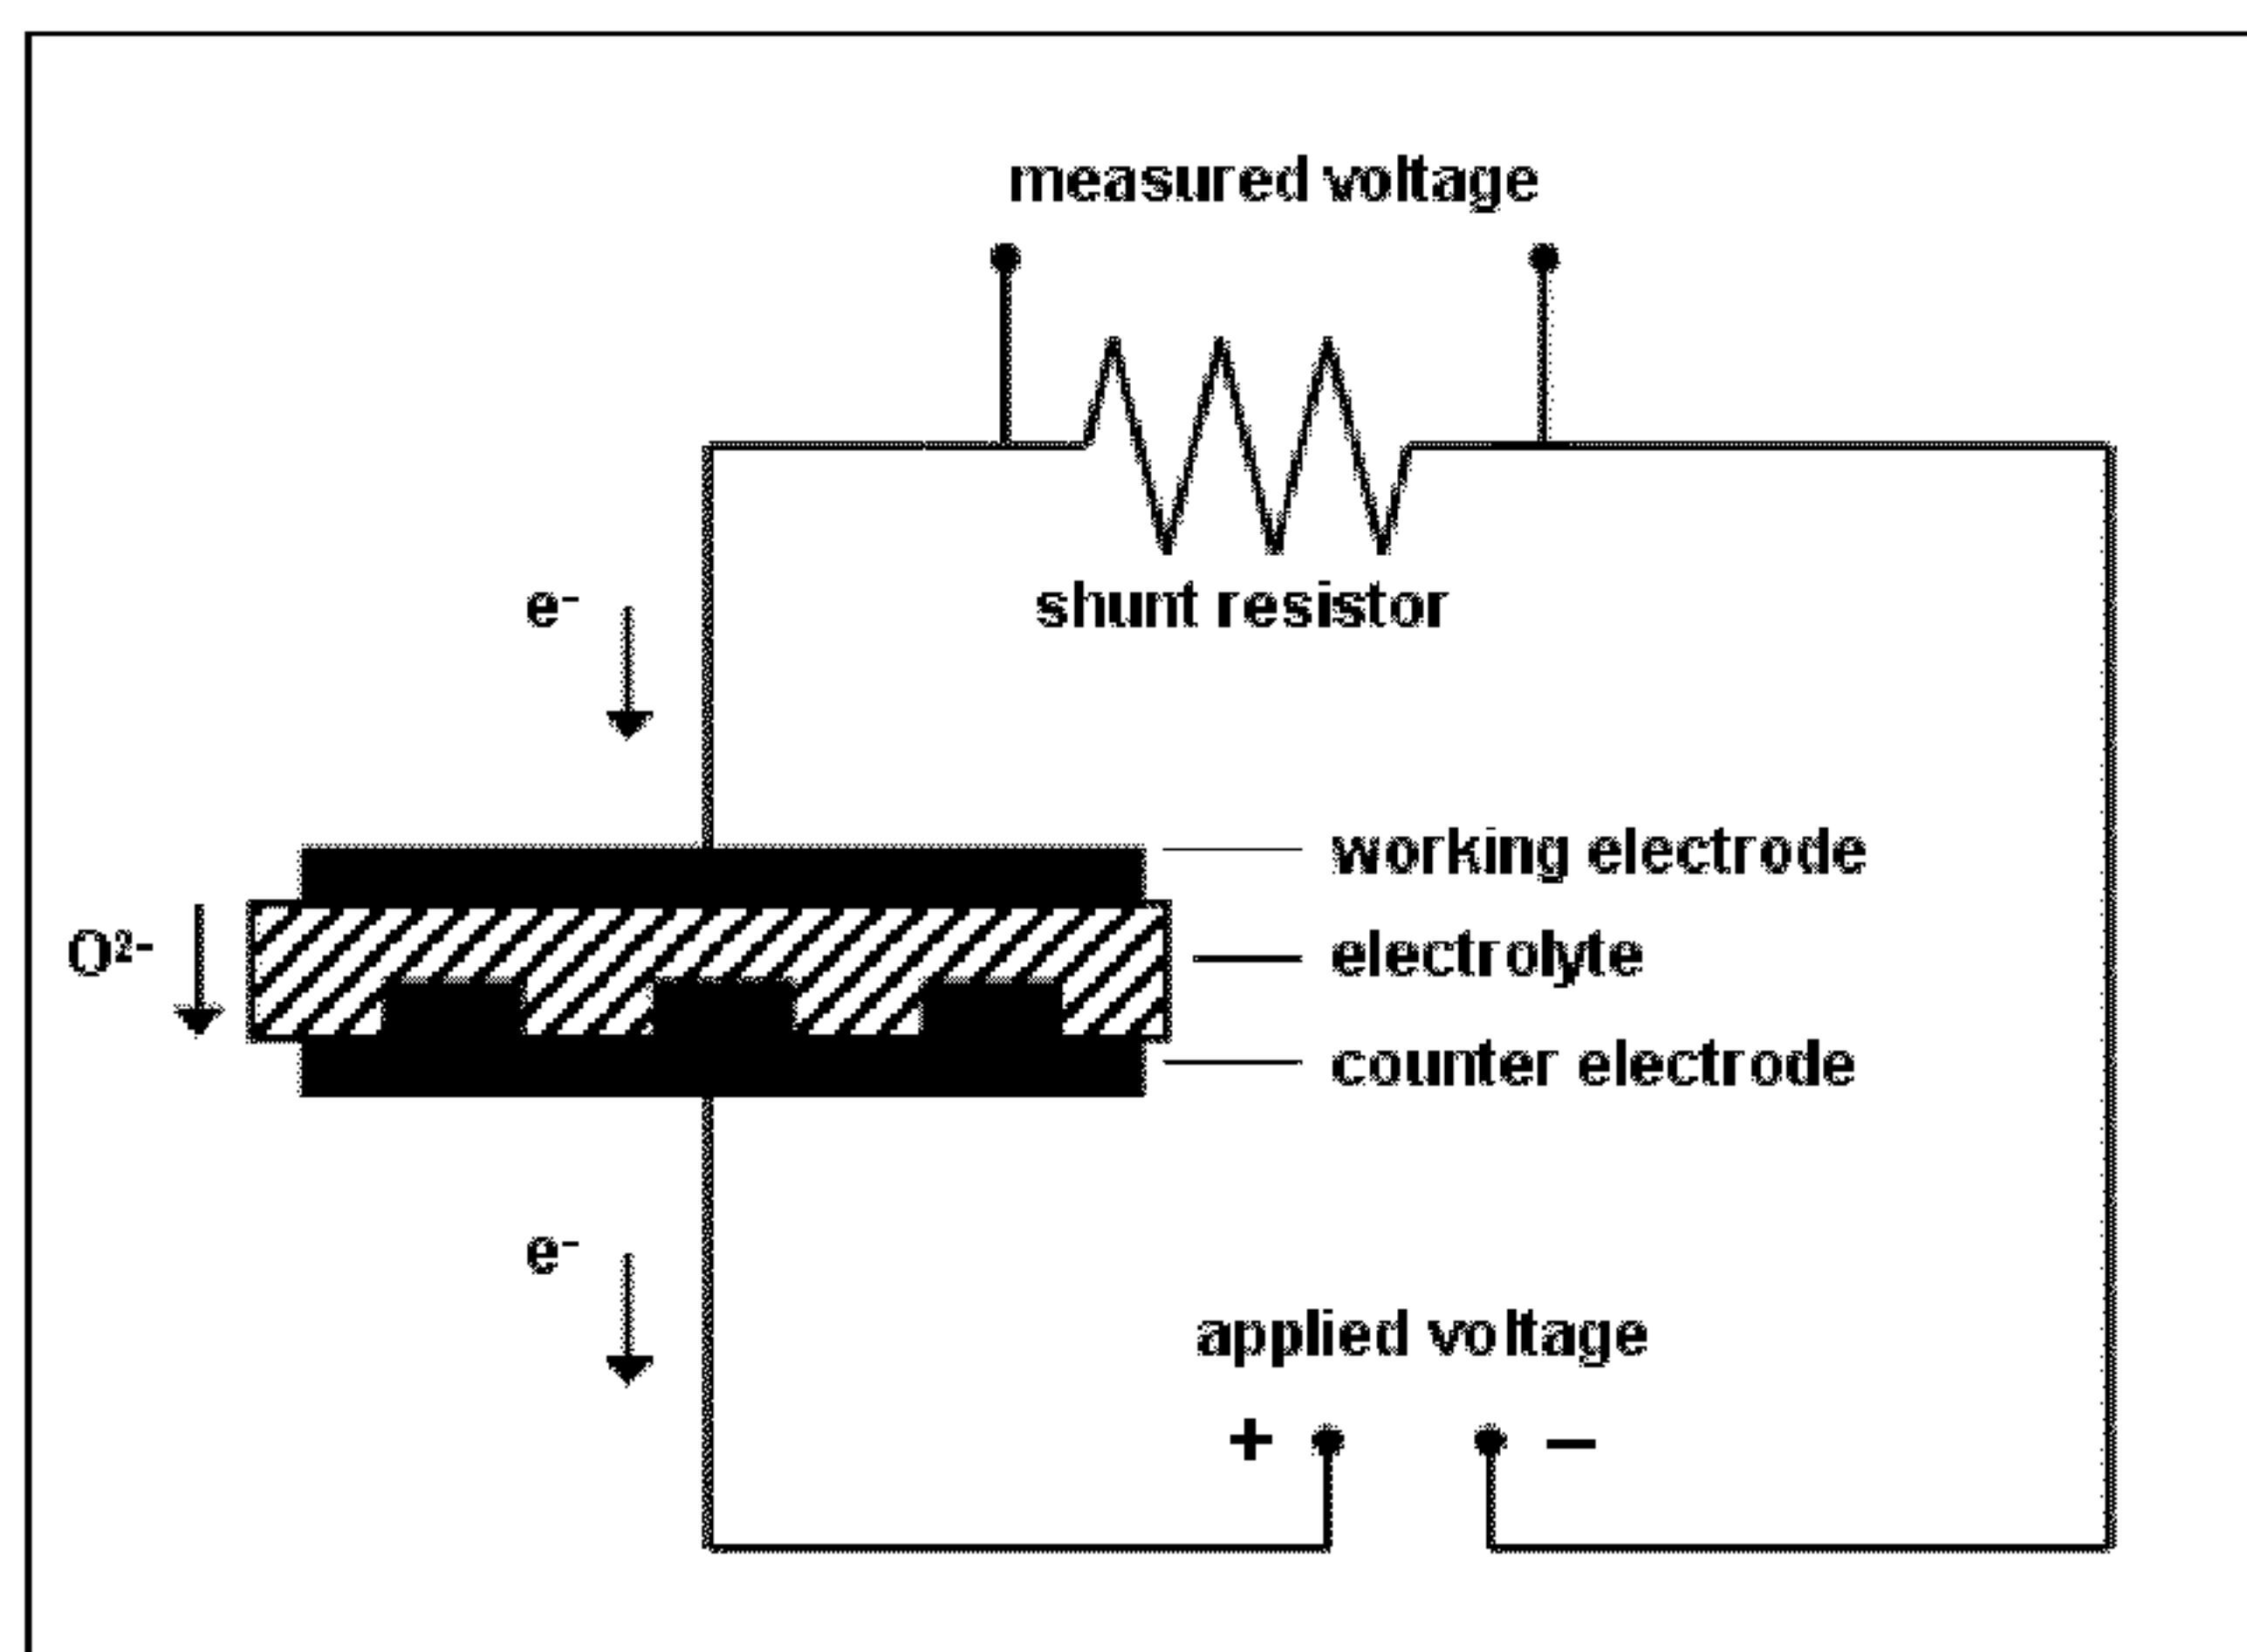 measured voltage
shunt resistor
e-
working electrode
O²-
electrolyte
counter electrode
e-
applied voltage
+ −